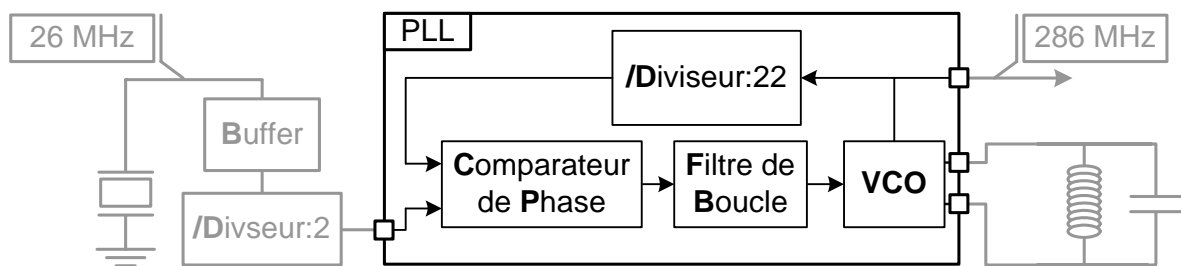 26 MHz
PLL
286 MHz
/Diviseur:22
Buffer
Comparateur
de Phase
Filtre de
Boucle
VCO
/Divseur:2